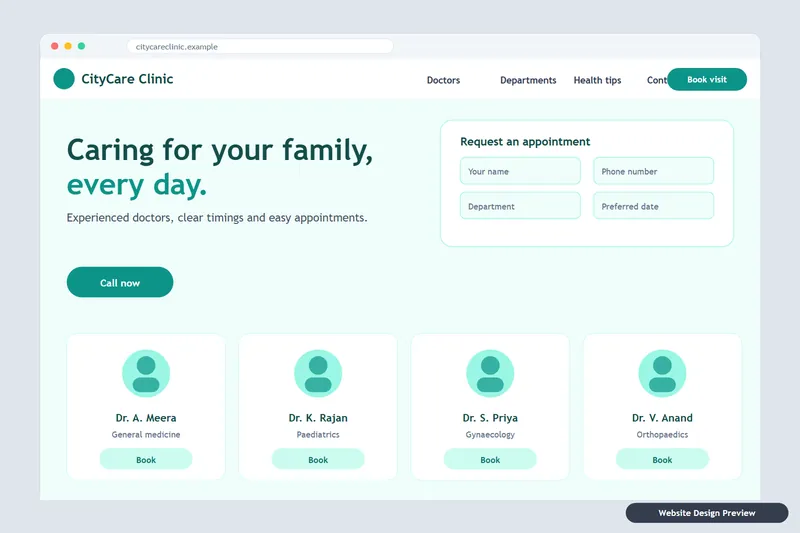 citycareclinic.example
CityCare Clinic
Doctors
Departments
Health tips
Cont
Book visit
Caring for your family,
every day.
Experienced doctors, clear timings and easy appointments.
Call now
Request an appointment
Your name
Phone number
Department
Preferred date
Dr. A. Meera
General medicine
Book
Dr. K. Rajan
Paediatrics
Book
Dr. S. Priya
Gynaecology
Book
Dr. V. Anand
Orthopaedics
Book
Website Design Preview